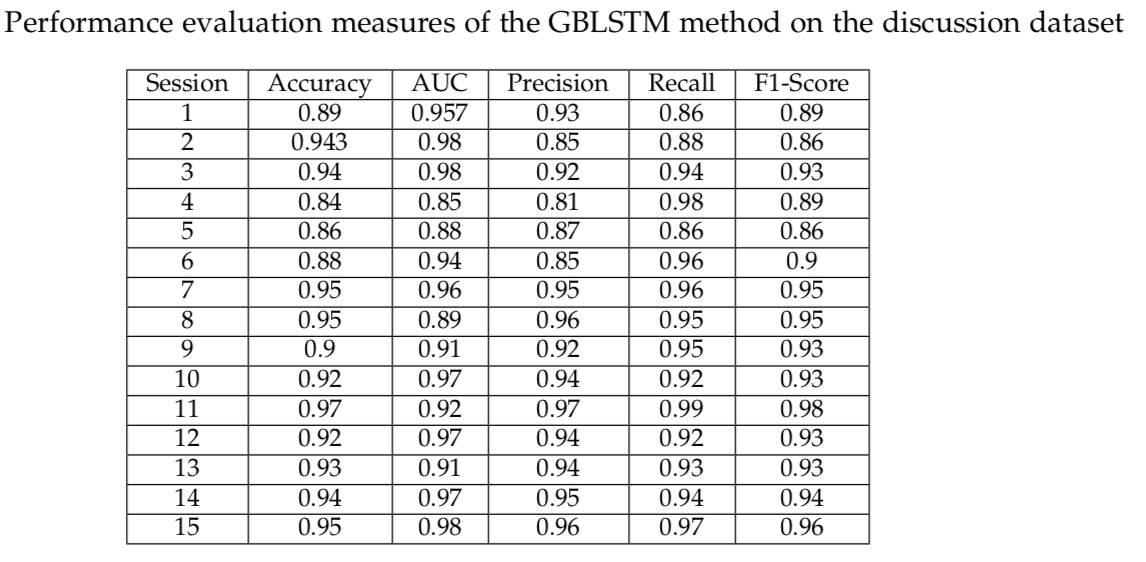 Performance evaluation measures of the GBLSTM method on the discussion dataset
Session Accuracy AUC Precision Recall F1-Score
1 0.89 0.957 0.93 0.86 0.89
2 0.943 0.98 0.85 0.88 0.86
3 0.94 0.98 0.92 0.94 0.93
4 0.84 0.85 0.81 0.98 0.89
5 0.86 0.88 0.87 0.86 0.86
6 0.88 0.94 0.85 0.96 0.9
7 0.95 0.96 0.95 0.96 0.95
8 0.95 0.89 0.96 0.95 0.95
9 0.9 0.91 0.92 0.95 0.93
10 0.92 0.97 0.94 0.92 0.93
11 0.97 0.92 0.97 0.99 0.98
12 0.92 0.97 0.94 0.92 0.93
13 0.93 0.91 0.94 0.93 0.93
14 0.94 0.97 0.95 0.94 0.94
15 0.95 0.98 0.96 0.97 0.96